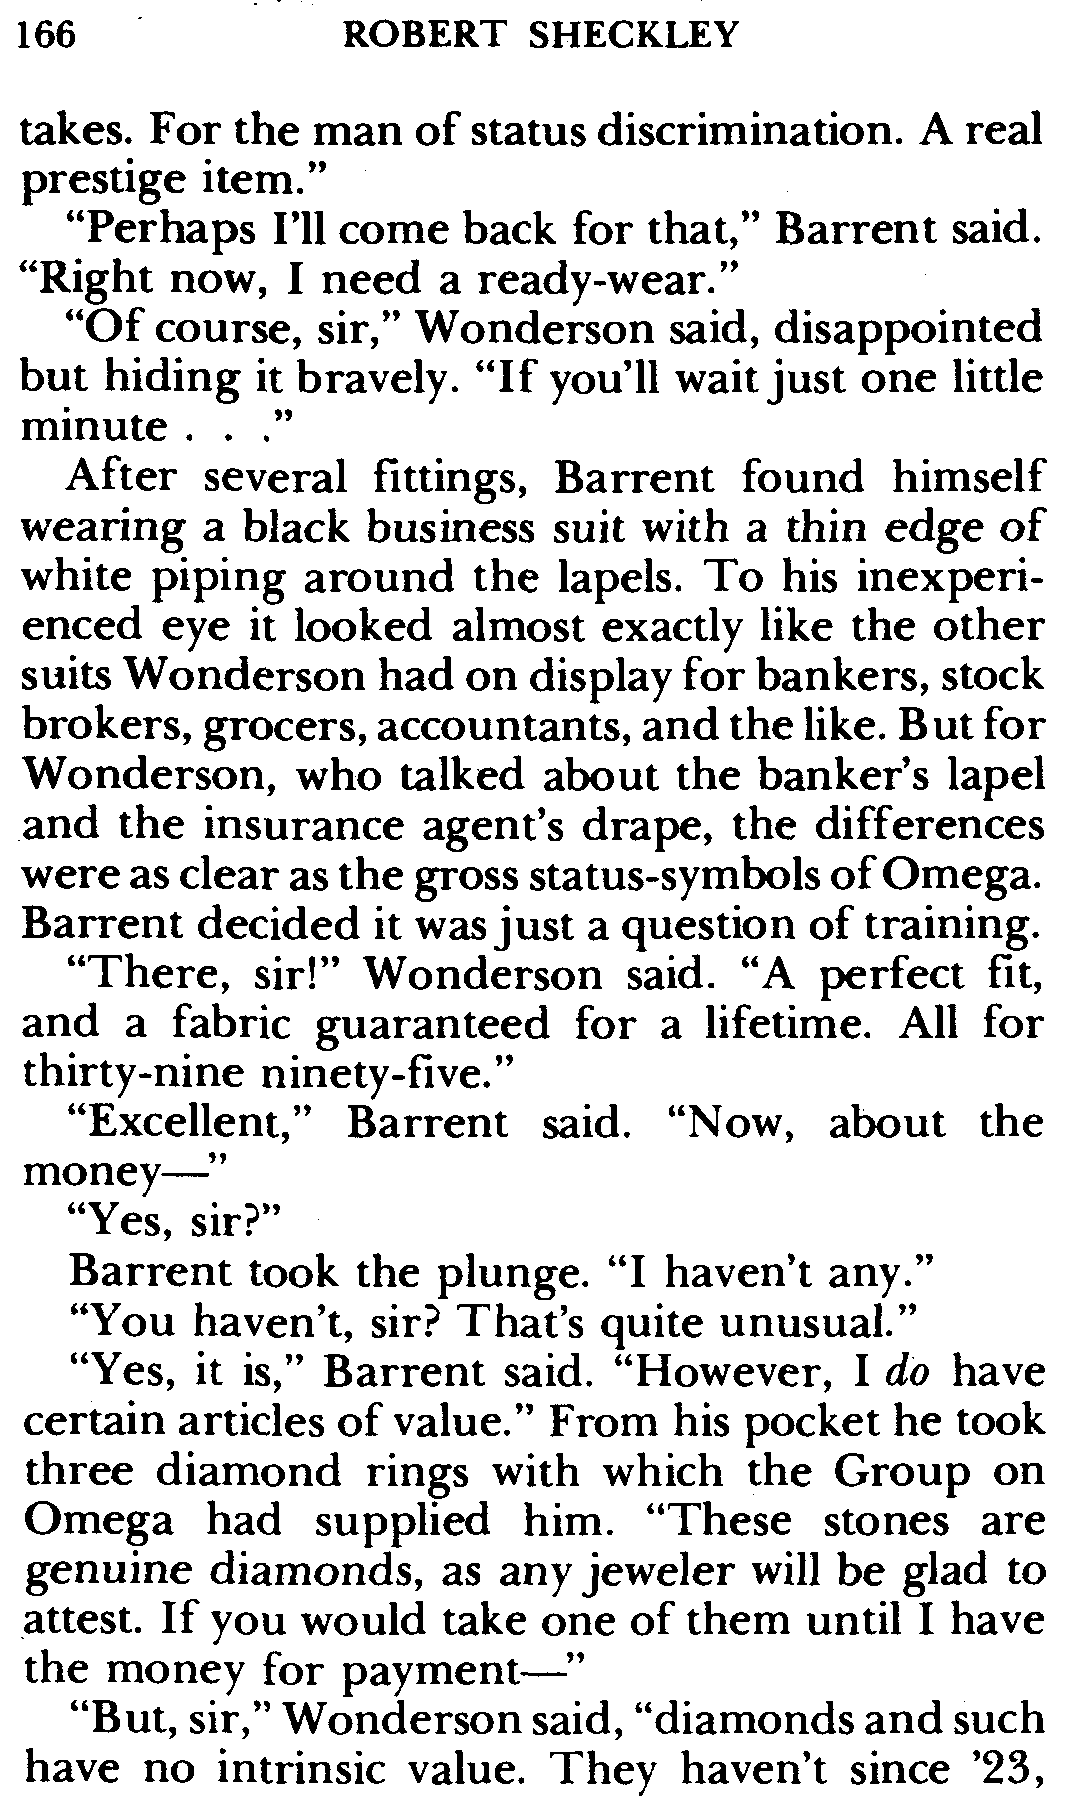 166 ROBERT SHECKLEY
takes. For the man of status discrimination. A real
prestige item.”
“Perhaps I'll come back for that,” Barrent said.
“Right now, I need a ready-wear.”
“Of course, sir,” Wonderson said, disappointed
but hiding it bravely. “If you'll wait just one little
minute . . .”
After several fittings, Barrent found himself
wearing a black business suit with a thin edge of
white piping around the lapels. To his inexperi-
enced eye it looked almost exactly like the other
suits Wonderson had on display for bankers, stock
brokers, grocers, accountants, and the like. But for
Wonderson, who talked about the banker's lapel
and the insurance agent's drape, the differences
were as clear as the gross status-symbols of Omega.
Barrent decided it was just a question of training.
“There, sir!” Wonderson said. “A perfect fit,
and a fabric guaranteed for a lifetime. All for
thirty-nine ninety-five.”
“Excellent,” Barrent said. “Now, about the
money—”
“Yes, sir?”
Barrent took the plunge. “I haven't any.”
“You haven't, sir? That's quite unusual.”
“Yes, it is,” Barrent said. “However, I do have
certain articles of value.” From his pocket he took
three diamond rings with which the Group on
Omega had supplied him. “These stones are
genuine diamonds, as any jeweler will be glad to
attest. If you would take one of them until I have
the money for payment—”
“But, sir,” Wonderson said, “diamonds and such
have no intrinsic value. They haven't since ’23,